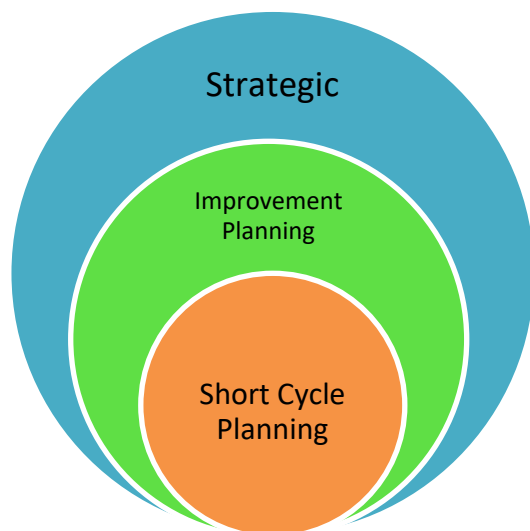 Strategic
Improvement
Planning
Short Cycle
Planning